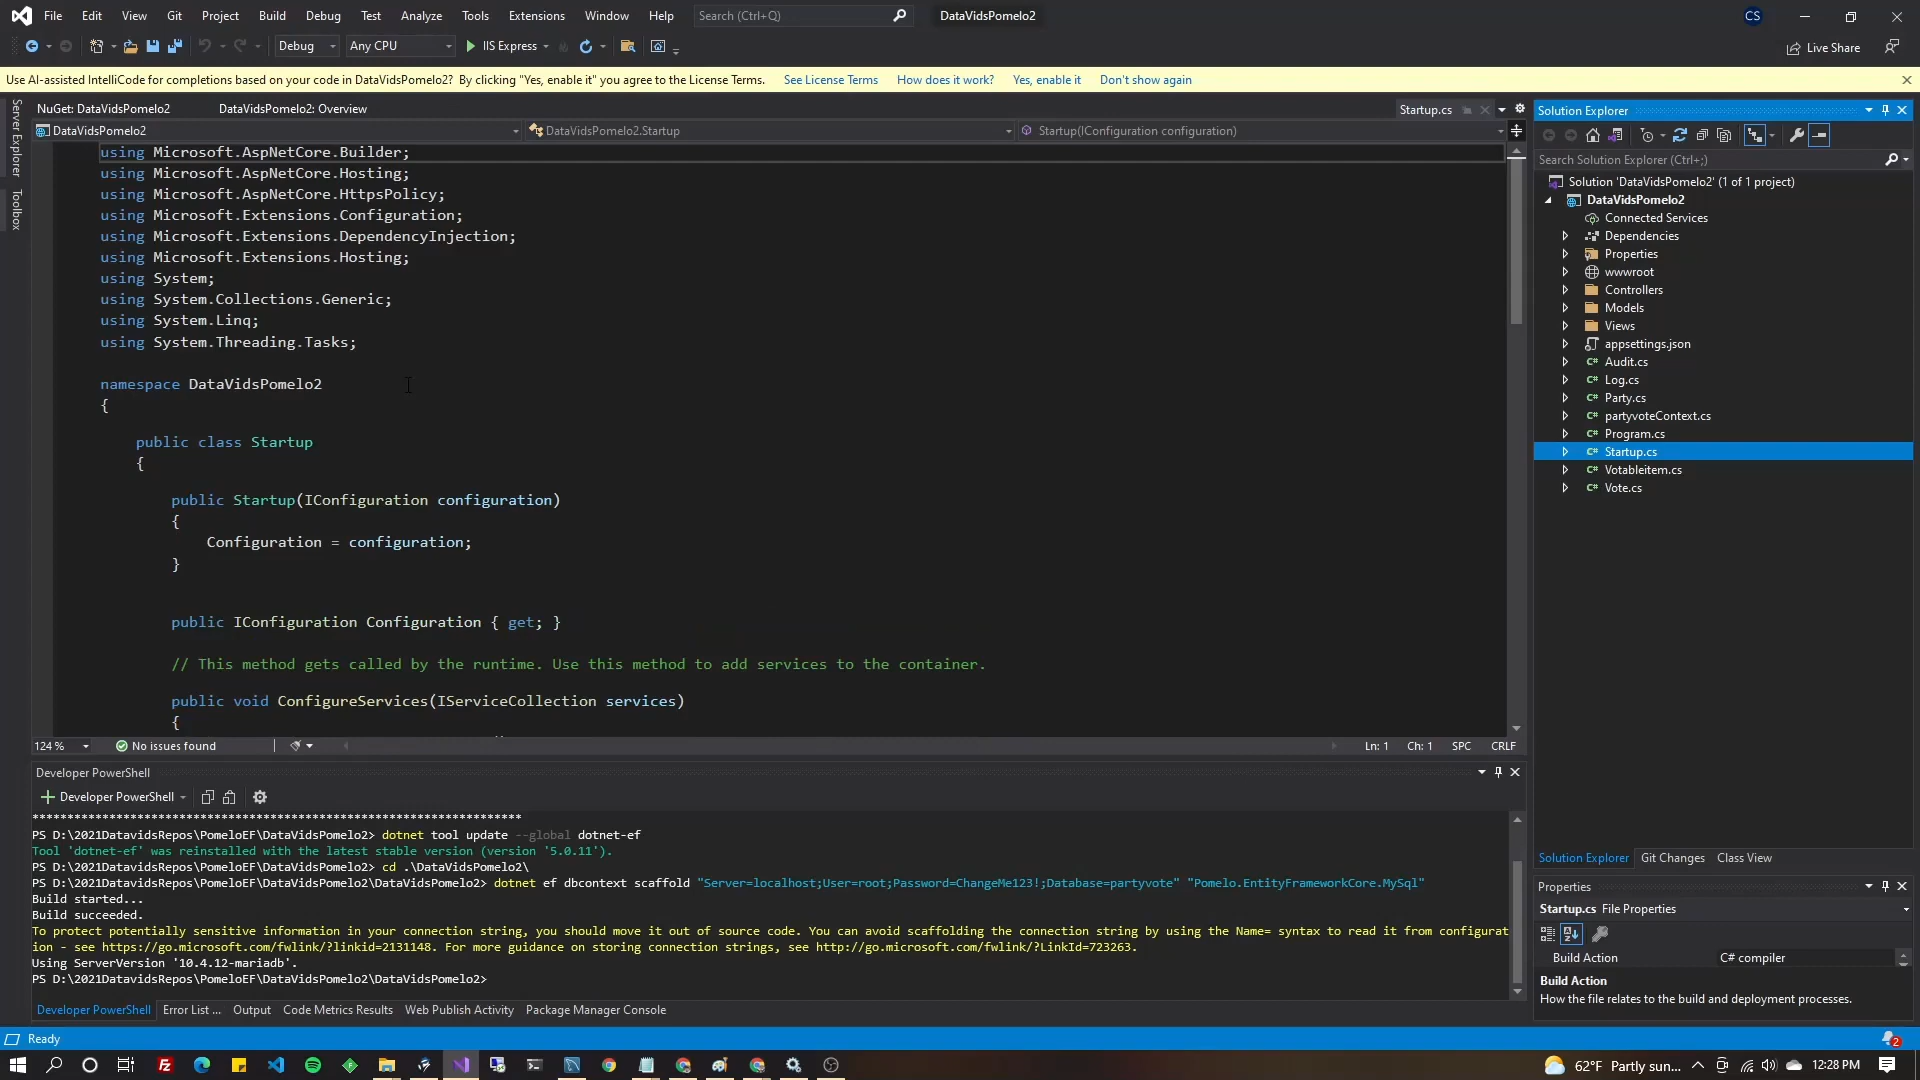 File Edit View Git Project Build Debug Test Analyze Tools Extensions Window Help Search (Ctrl+Q) DataVidsPomelo2 CS
Debug Any CPU IIS Express Live Share
Use AI-assisted IntelliCode for completions based on your code in DataVidsPomelo2? By clicking "Yes, enable it" you agree to the License Terms. See License Terms How does it work? Yes, enable it Don't show again
Server Explorer
Toolbox
NuGet: DataVidsPomelo2 DataVidsPomelo2: Overview Startup.cs
DataVidsPomelo2 DataVidsPomelo2.Startup Startup(IConfiguration configuration)
using Microsoft.AspNetCore.Builder;
using Microsoft.AspNetCore.Hosting;
using Microsoft.AspNetCore.HttpsPolicy;
using Microsoft.Extensions.Configuration;
using Microsoft.Extensions.DependencyInjection;
using Microsoft.Extensions.Hosting;
using System;
using System.Collections.Generic;
using System.Linq;
using System.Threading.Tasks;
namespace DataVidsPomelo2
{
public class Startup
{
public Startup(IConfiguration configuration)
{
Configuration = configuration;
}
public IConfiguration Configuration { get; }
// This method gets called by the runtime. Use this method to add services to the container.
public void ConfigureServices(IServiceCollection services)
{
124 % No issues found Ln: 1 Ch: 1 SPC CRLF
Developer PowerShell
Developer PowerShell
**********************************************************************
PS D:\2021DatavidsRepos\PomeloEF\DataVidsPomelo2> dotnet tool update --global dotnet-ef
Tool 'dotnet-ef' was reinstalled with the latest stable version (version '5.0.11').
PS D:\2021DatavidsRepos\PomeloEF\DataVidsPomelo2> cd .\DataVidsPomelo2\
PS D:\2021DatavidsRepos\PomeloEF\DataVidsPomelo2\DataVidsPomelo2> dotnet ef dbcontext scaffold "Server=localhost;User=root;Password=ChangeMe123!;Database=partyvote" "Pomelo.EntityFrameworkCore.MySql"
Build started...
Build succeeded.
To protect potentially sensitive information in your connection string, you should move it out of source code. You can avoid scaffolding the connection string by using the Name= syntax to read it from configurat
ion - see https://go.microsoft.com/fwlink/?linkid=2131148. For more guidance on storing connection strings, see http://go.microsoft.com/fwlink/?LinkId=723263.
Using ServerVersion '10.4.12-mariadb'.
PS D:\2021DatavidsRepos\PomeloEF\DataVidsPomelo2\DataVidsPomelo2>
Developer PowerShell Error List ... Output Code Metrics Results Web Publish Activity Package Manager Console
Solution Explorer
Search Solution Explorer (Ctrl+;)
Solution 'DataVidsPomelo2' (1 of 1 project)
DataVidsPomelo2
Connected Services
Dependencies
Properties
wwwroot
Controllers
Models
Views
appsettings.json
C# Audit.cs
C# Log.cs
C# Party.cs
C# partyvoteContext.cs
C# Program.cs
C# Startup.cs
C# Votableitem.cs
C# Vote.cs
Solution Explorer Git Changes Class View
Properties
Startup.cs File Properties
Build Action C# compiler
Build Action
How the file relates to the build and deployment processes.
Ready 2
62°F Partly sun... 12:28 PM